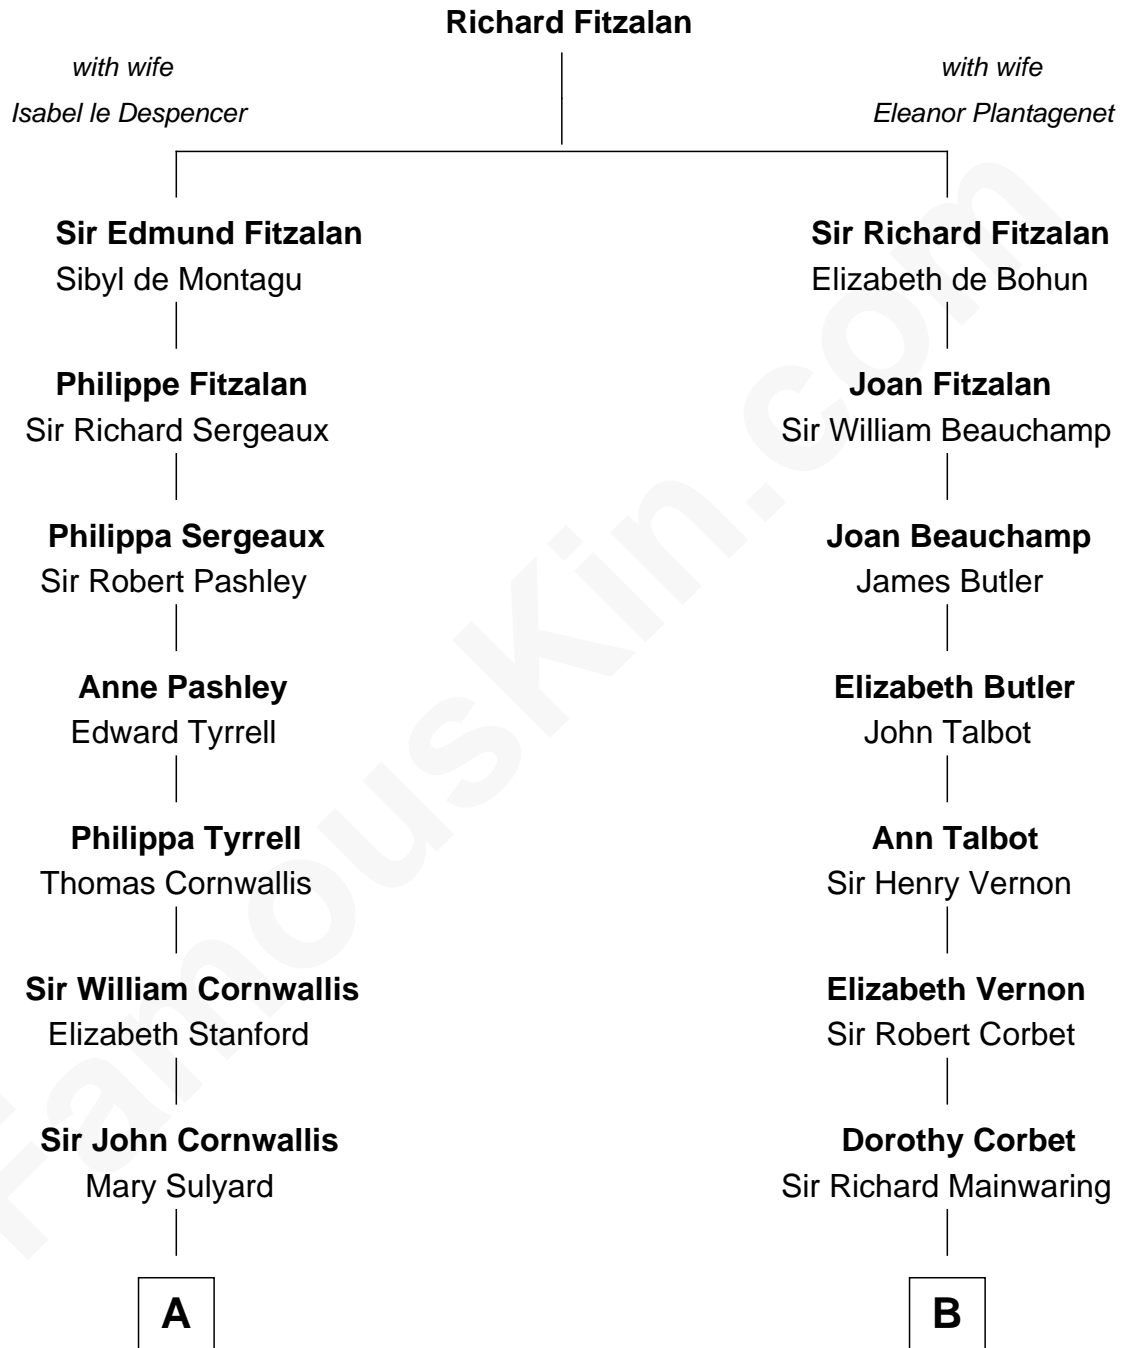 Richard Fitzalan
with wife
Isabel le Despencer
with wife
Eleanor Plantagenet
Sir Edmund Fitzalan
Sibyl de Montagu
Sir Richard Fitzalan
Elizabeth de Bohun
Philippe Fitzalan
Sir Richard Sergeaux
Joan Fitzalan
Sir William Beauchamp
Philippa Sergeaux
Sir Robert Pashley
Joan Beauchamp
James Butler
Anne Pashley
Edward Tyrrell
Elizabeth Butler
John Talbot
Philippa Tyrrell
Thomas Cornwallis
Ann Talbot
Sir Henry Vernon
Sir William Cornwallis
Elizabeth Stanford
Elizabeth Vernon
Sir Robert Corbet
Sir John Cornwallis
Mary Sulyard
Dorothy Corbet
Sir Richard Mainwaring
A
B
FamousKin.com